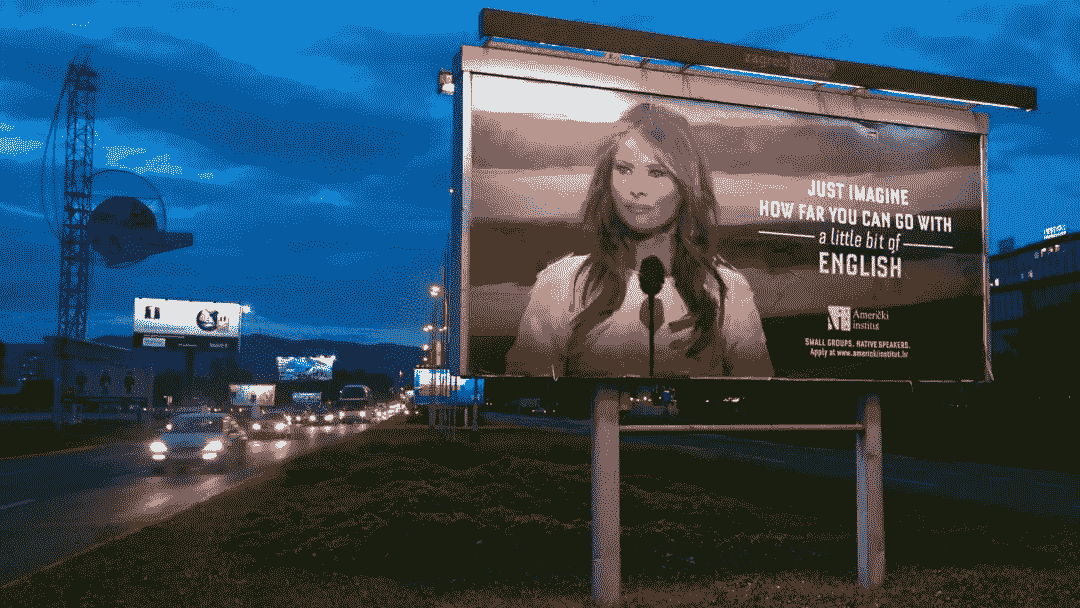 zagreb
JUST IMAGINE
HOW FAR YOU CAN GO WITH
a little bit of
ENGLISH
Američki
institut
SMALL GROUPS. NATIVE SPEAKERS.
Apply at www.americkiinstitut.hr